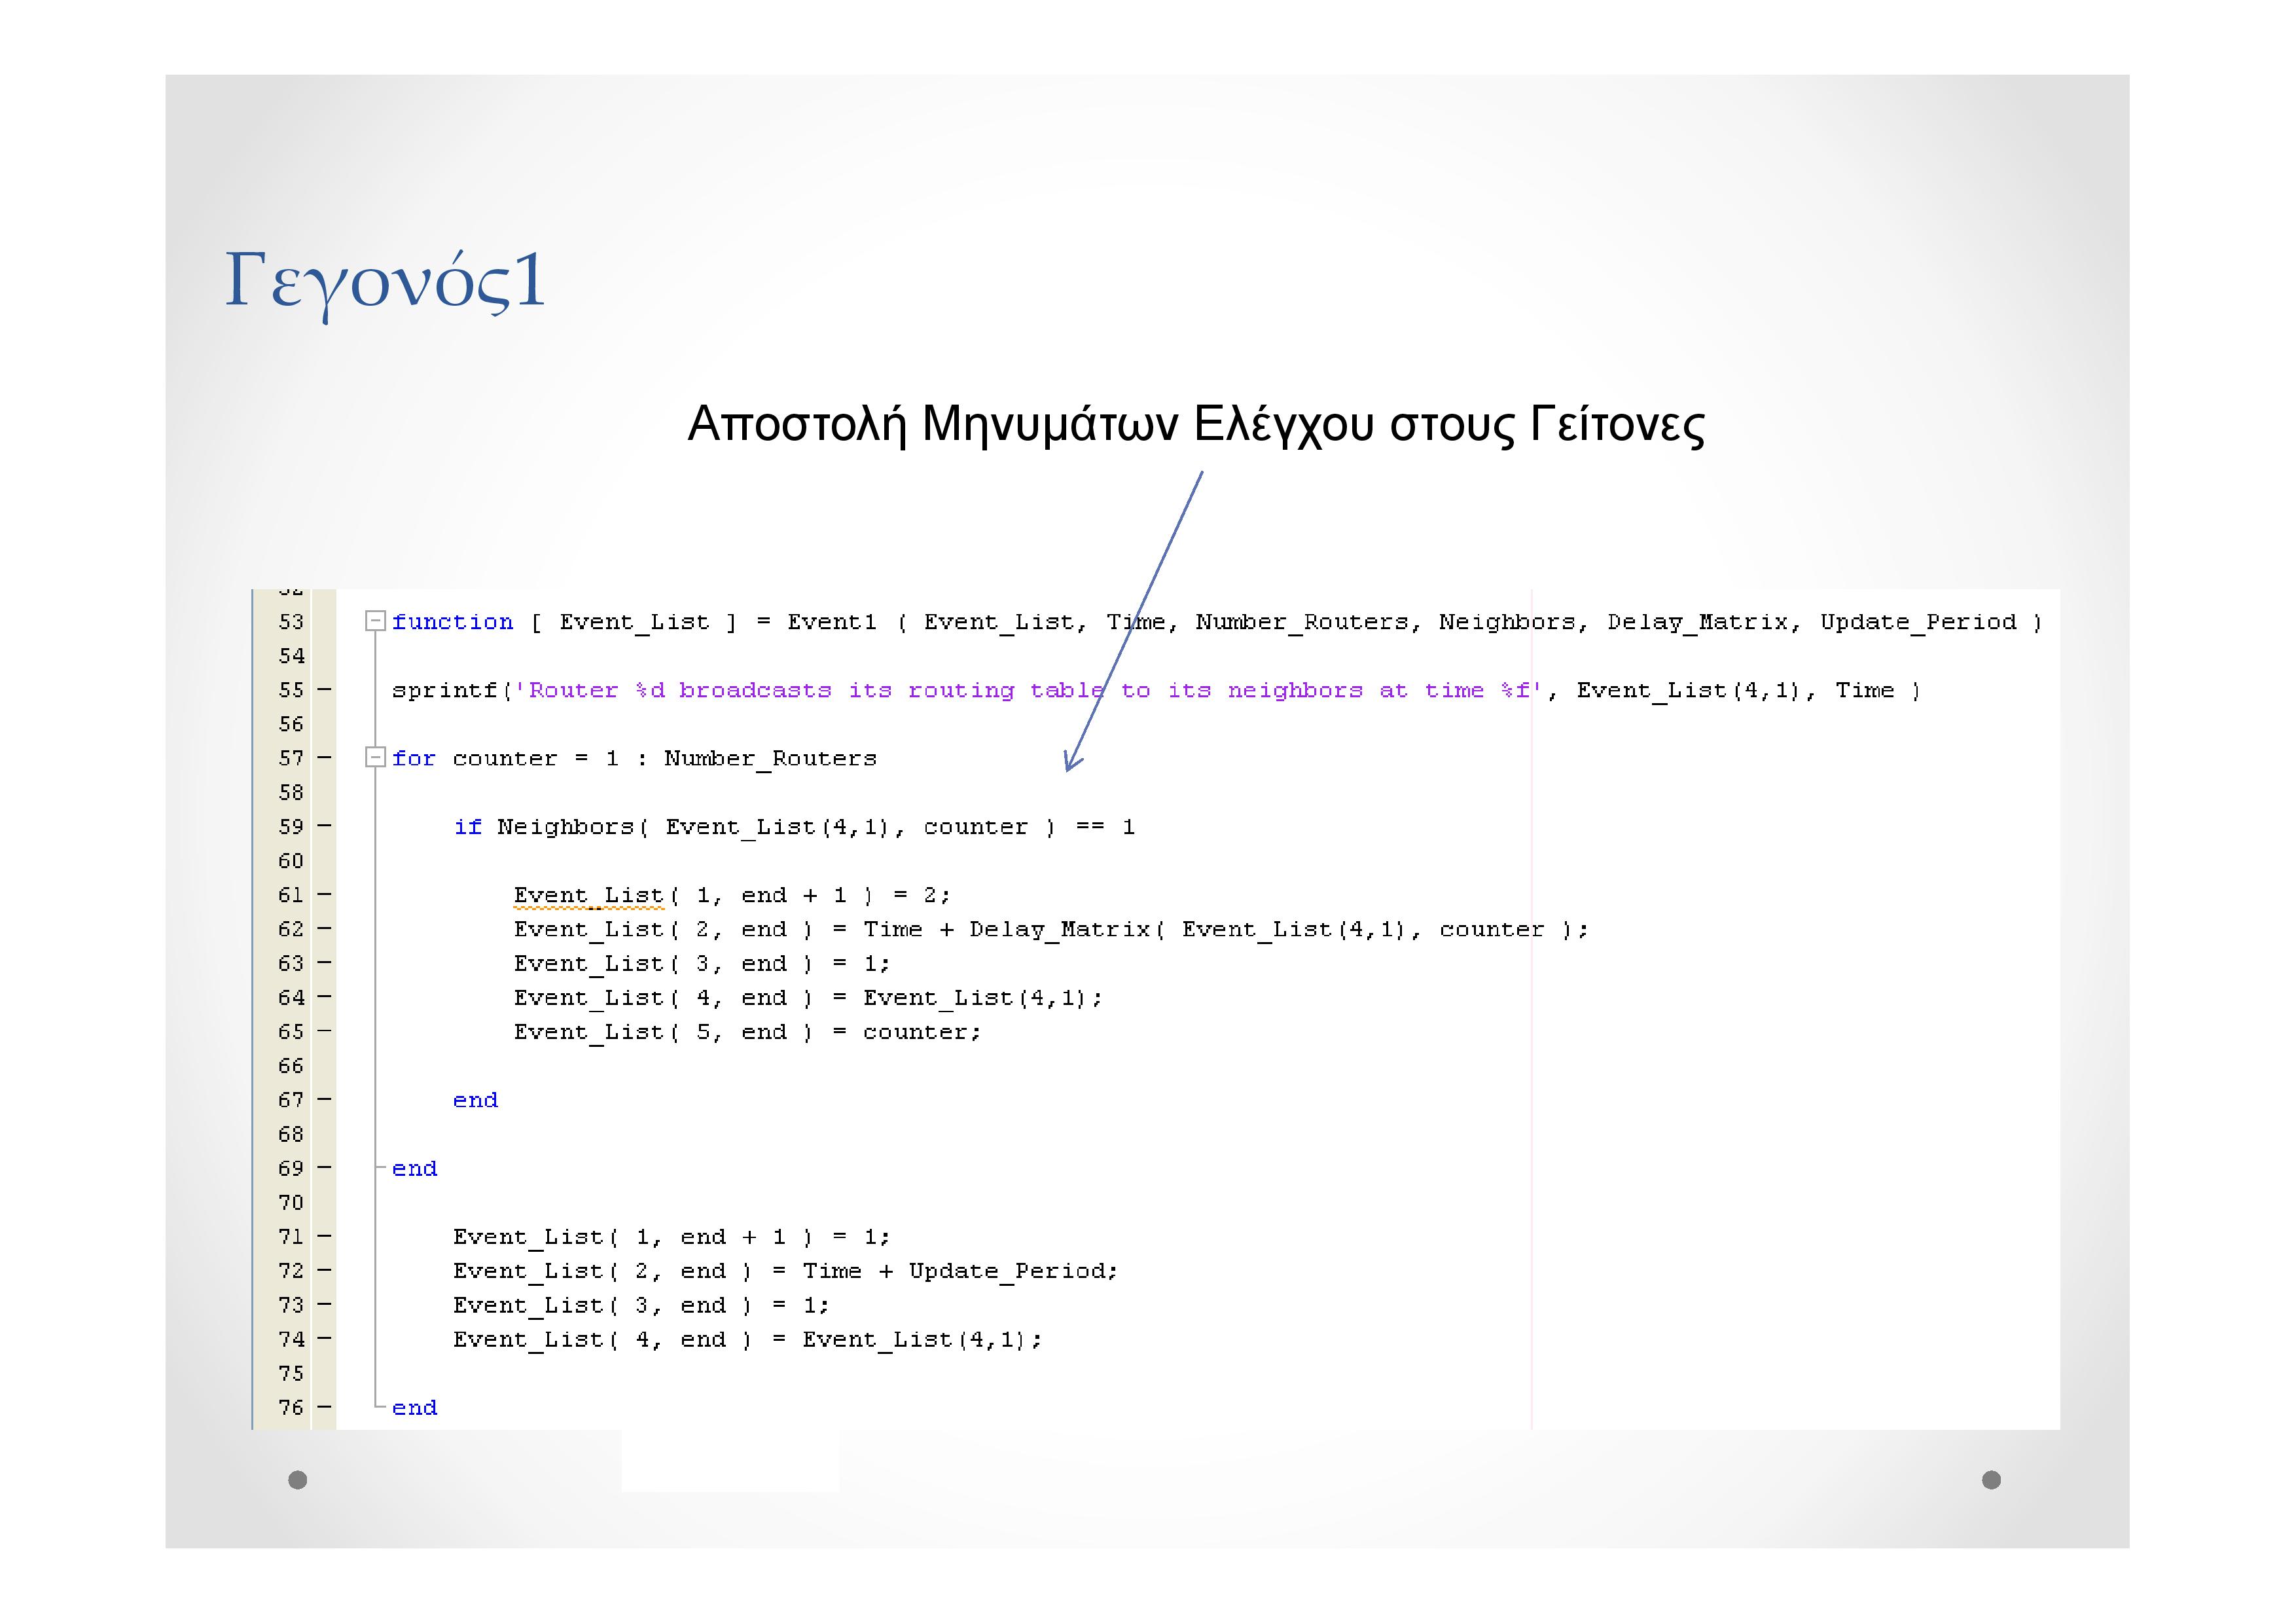 Γεγονός1
Αποστολή Μηνυμάτων Ελέγχου στους Γείτονες
53 function [ Event_List ] = Event1 ( Event_List, Time, Number_Routers, Neighbors, Delay_Matrix, Update_Period )
54
55 - sprintf('Router %d broadcasts its routing table to its neighbors at time %f', Event_List(4,1), Time )
56
57 - for counter = 1 : Number_Routers
58
59 - if Neighbors( Event_List(4,1), counter ) == 1
60
61 - Event_List( 1, end + 1 ) = 2;
62 - Event_List( 2, end ) = Time + Delay_Matrix( Event_List(4,1), counter );
63 - Event_List( 3, end ) = 1;
64 - Event_List( 4, end ) = Event_List(4,1);
65 - Event_List( 5, end ) = counter;
66
67 - end
68
69 - end
70
71 - Event_List( 1, end + 1 ) = 1;
72 - Event_List( 2, end ) = Time + Update_Period;
73 - Event_List( 3, end ) = 1;
74 - Event_List( 4, end ) = Event_List(4,1);
75
76 - end